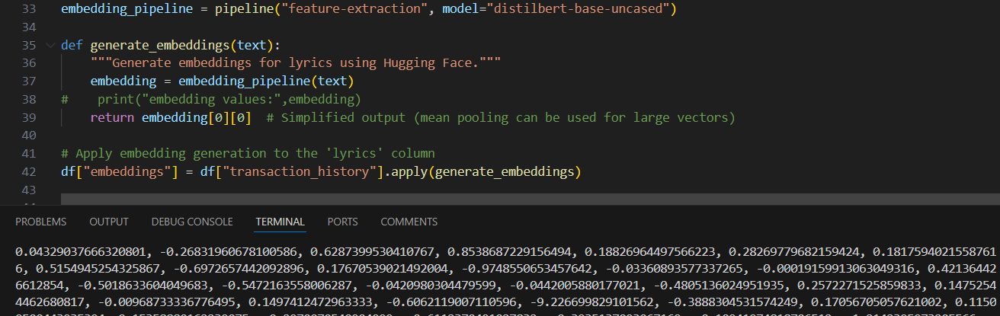 33 embedding_pipeline = pipeline("feature-extraction", model="distilbert-base-uncased")
34
35 def generate_embeddings(text):
36 """Generate embeddings for lyrics using Hugging Face."""
37 embedding = embedding_pipeline(text)
38 #    print("embedding values:",embedding)
39 return embedding[0][0]  # Simplified output (mean pooling can be used for large vectors)
40
41 # Apply embedding generation to the 'lyrics' column
42 df["embeddings"] = df["transaction_history"].apply(generate_embeddings)
43
PROBLEMS OUTPUT DEBUG CONSOLE TERMINAL PORTS COMMENTS
0.04329037666320801, -0.26831960678100586, 0.6287399530410767, 0.8538687229156494, 0.18826964497566223, 0.28269779682159424, 0.1817594021558761
6, 0.5154945254325867, -0.6972657442092896, 0.17670539021492004, -0.9748550653457642, -0.03360893577337265, -0.00019159913063049316, 0.42136442
6612854, -0.5018633604049683, -0.5472163558006287, -0.0420980304479599, -0.0442005880177021, -0.4805136024951935, 0.2572271525859833, 0.1475254
4462680817, -0.00968733336776495, 0.1497412472963333, -0.6062119007110596, -9.226699829101562, -0.3888304531574249, 0.17056705057621002, 0.1150